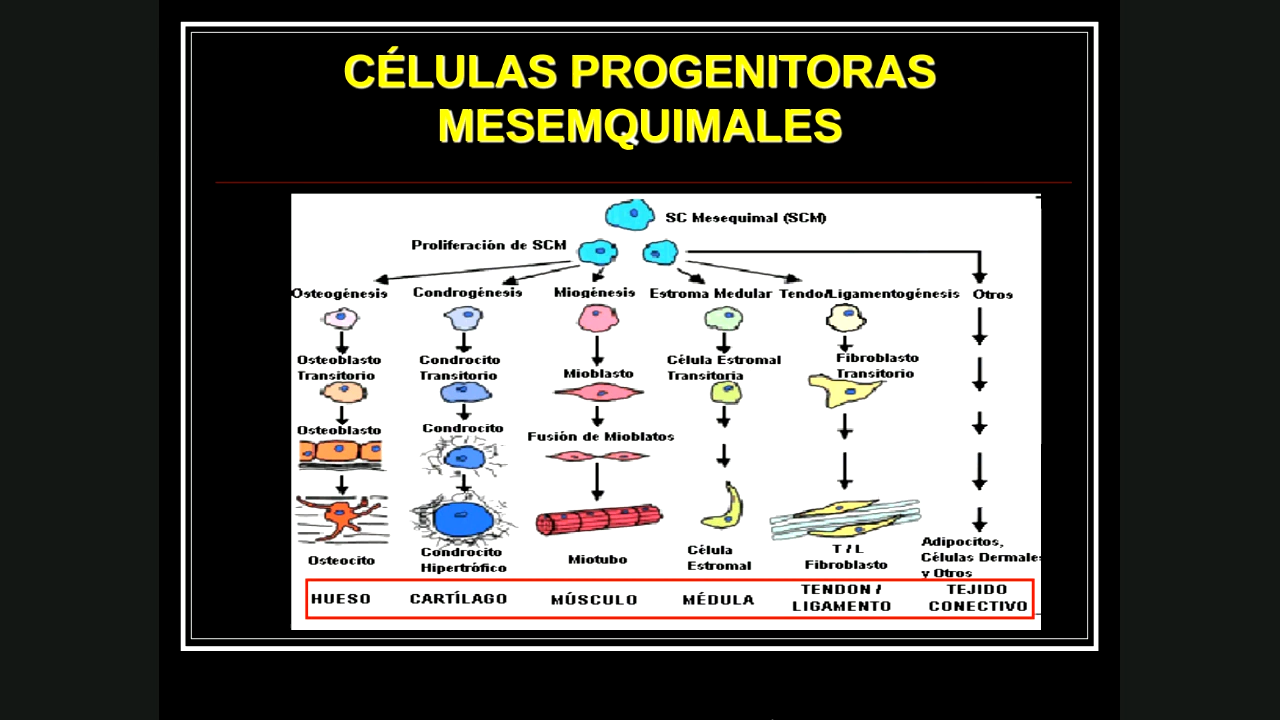 CÉLULAS PROGENITORAS
MESEMQUIMALES
SC Mesequimal (SCM)
Proliferación de SCM
Osteogénesis
Condrogénesis
Miogénesis
Estroma Medular
Tendo/Ligamentogénesis
Otros
Osteoblasto
Transitorio
Condrocito
Transitorio
Mioblasto
Célula Estromal
Transitoria
Fibroblasto
Transitorio
Osteoblasto
Condrocito
Fusión de Mioblatos
Osteocito
Condrocito
Hipertrófico
Miotubo
Célula
Estromal
T / L
Fibroblasto
Adipocitos,
Células Dermales
y Otros
HUESO
CARTÍLAGO
MÚSCULO
MÉDULA
TENDON /
LIGAMENTO
TEJIDO
CONECTIVO